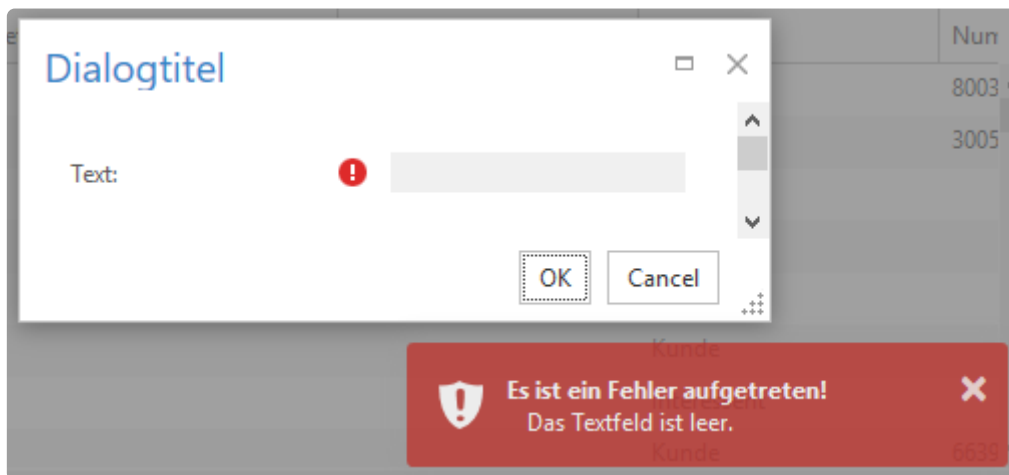 Num
Dialogtitel
8003
3005
Text:
OK
Cancel
Kunde
Es ist ein Fehler aufgetreten!
Interessent
Das Textfeld ist leer.
Kunde
6639